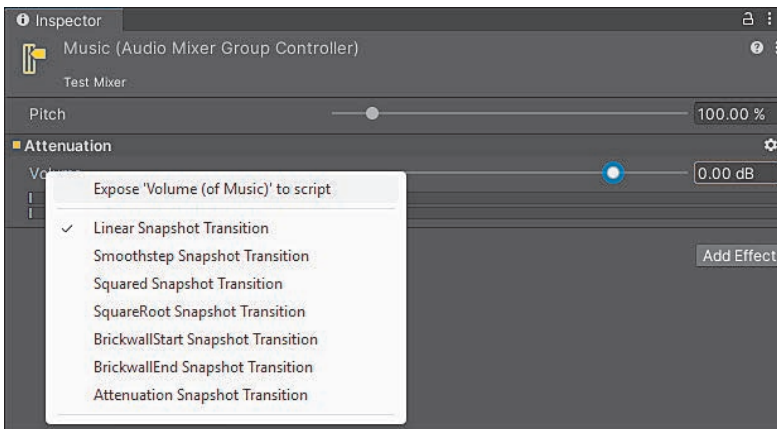 Inspector
Music (Audio Mixer Group Controller)
Test Mixer
Pitch 100.00 %
Attenuation
0.00 dB
Expose 'Volume (of Music)' to script
Linear Snapshot Transition
Smoothstep Snapshot Transition
Squared Snapshot Transition
SquareRoot Snapshot Transition
BrickwallStart Snapshot Transition
BrickwallEnd Snapshot Transition
Attenuation Snapshot Transition
Add Effect